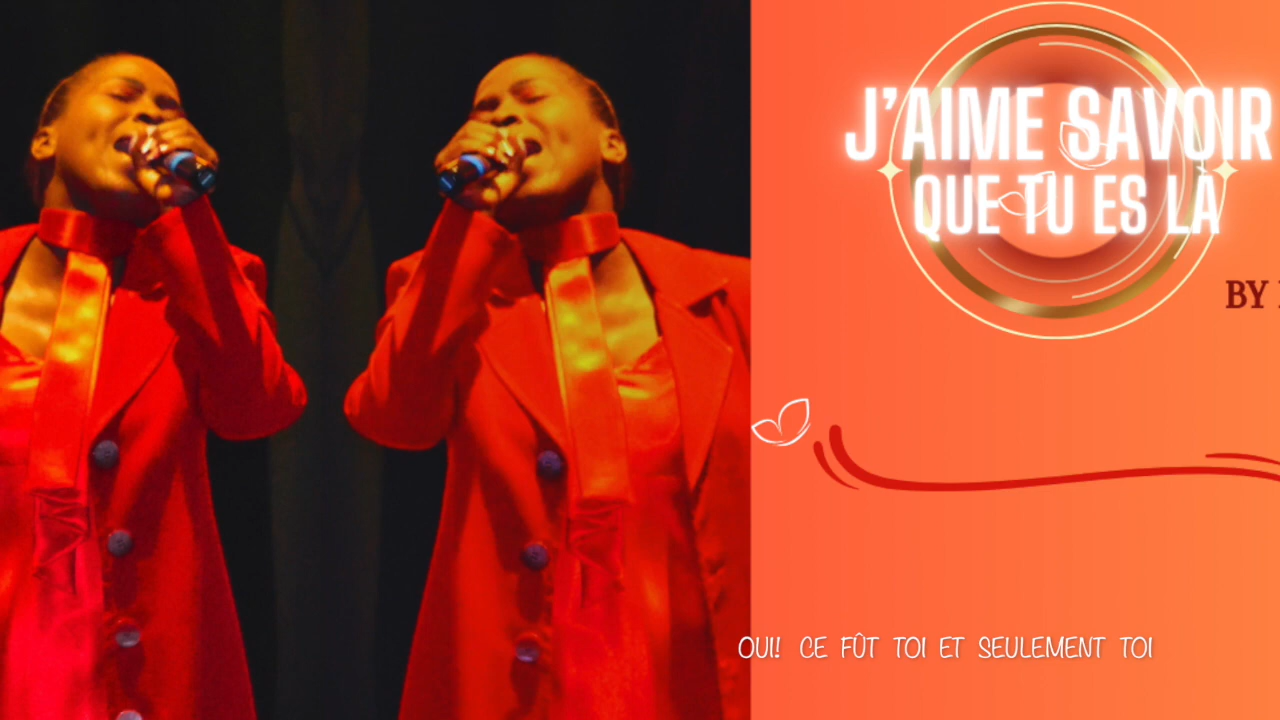 J'AIME SAVOIR
QUE TU ES LÀ
BY
OUI! CE FÛT TOI ET SEULEMENT TOI